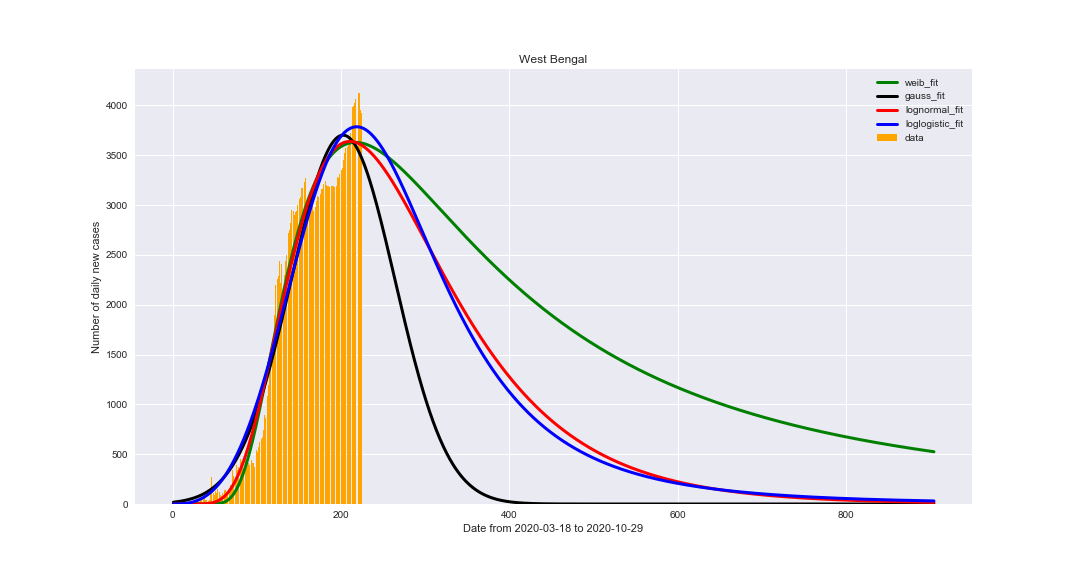 West Bengal
weib_fit
gauss_fit
lognormal_fit
loglogistic_fit
data
Number of daily new cases
4000
3500
3000
2500
2000
1500
1000
500
0
0 200 400 600 800
Date from 2020-03-18 to 2020-10-29